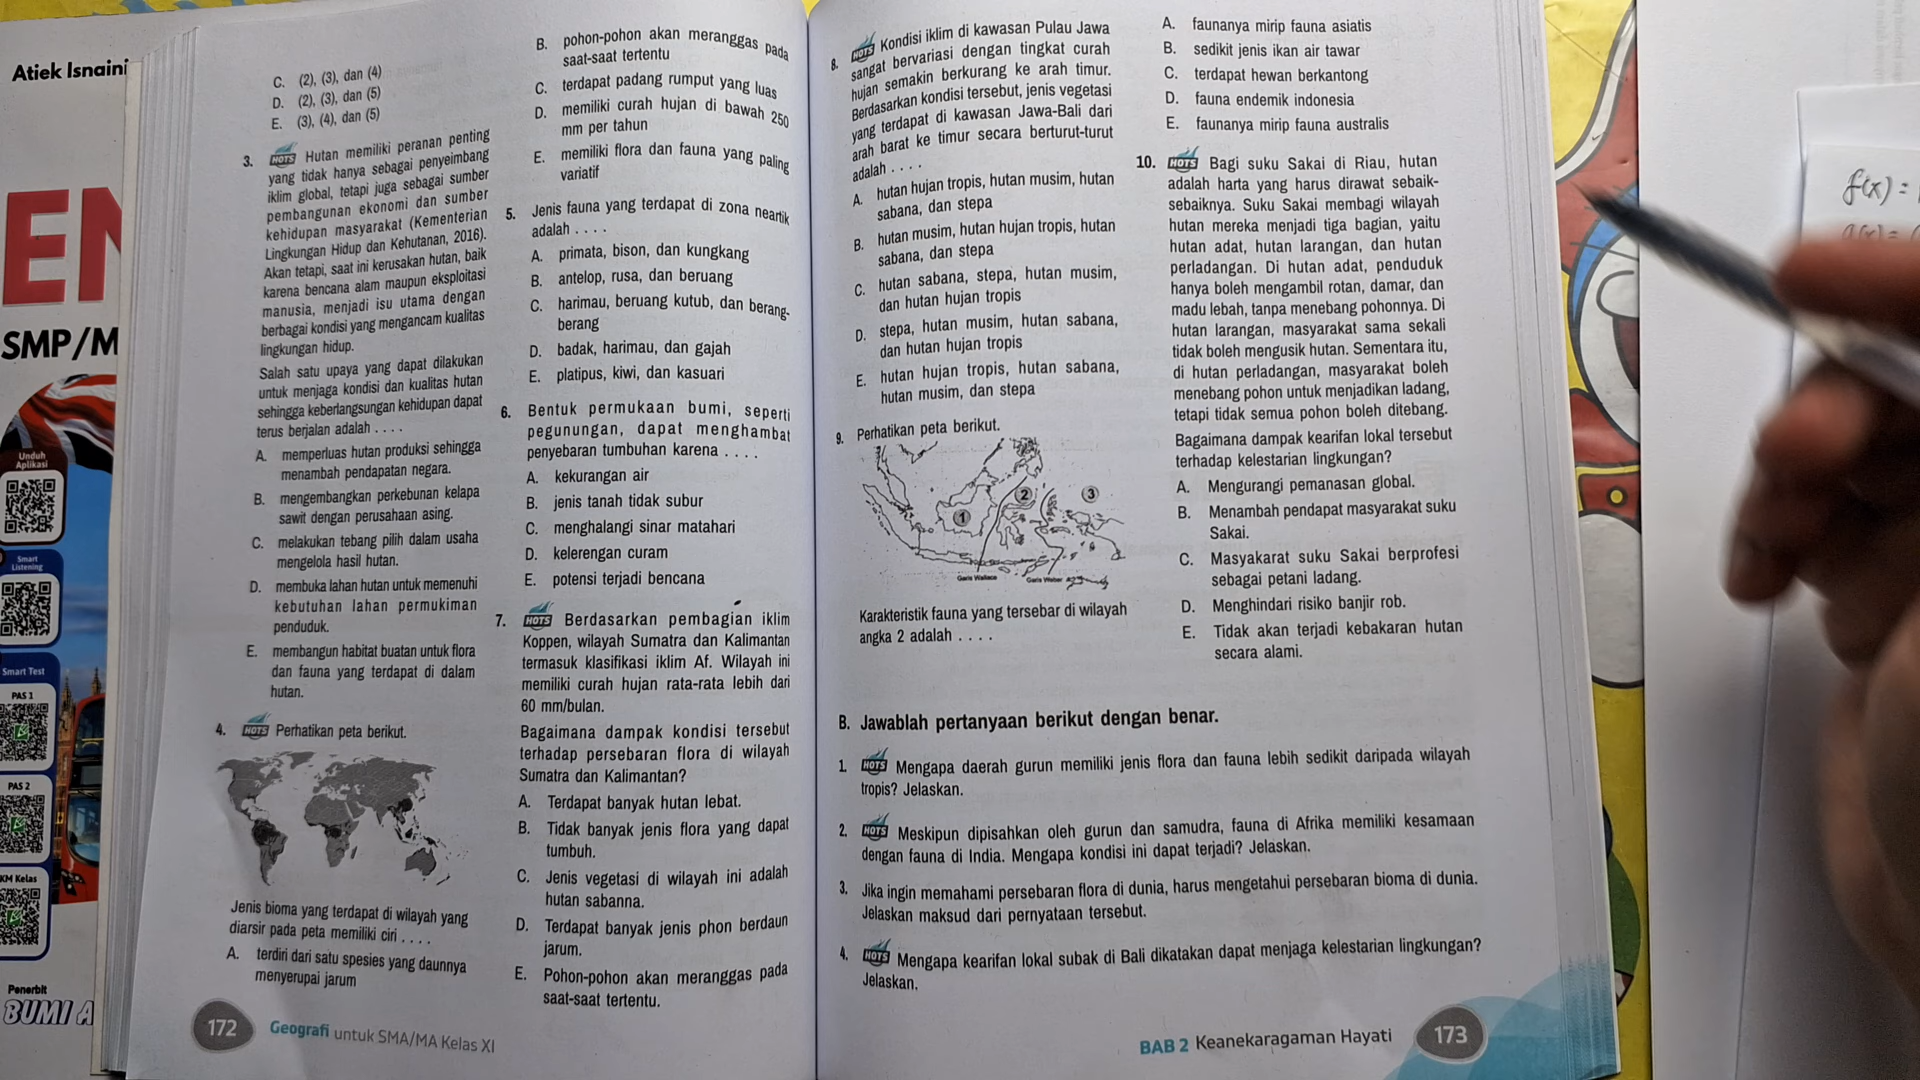 Atiek Isnaini
EN
SMP/M
Unduh
Aplikasi
Smart
Listening
Smart Test
PAS 1
PAS 2
KM Kelas
Penerbit
BUMI A
C. (2), (3), dan (4)
D. (2), (3), dan (5)
E. (3), (4), dan (5)
3. HOTS Hutan memiliki peranan penting
yang tidak hanya sebagai penyeimbang
iklim global, tetapi juga sebagai sumber
pembangunan ekonomi dan sumber
kehidupan masyarakat (Kementerian
Lingkungan Hidup dan Kehutanan, 2016).
Akan tetapi, saat ini kerusakan hutan, baik
karena bencana alam maupun eksploitasi
manusia, menjadi isu utama dengan
berbagai kondisi yang mengancam kualitas
lingkungan hidup.
Salah satu upaya yang dapat dilakukan
untuk menjaga kondisi dan kualitas hutan
sehingga keberlangsungan kehidupan dapat
terus berjalan adalah . . . .
A. memperluas hutan produksi sehingga
menambah pendapatan negara.
B. mengembangkan perkebunan kelapa
sawit dengan perusahaan asing.
C. melakukan tebang pilih dalam usaha
mengelola hasil hutan.
D. membuka lahan hutan untuk memenuhi
kebutuhan lahan permukiman
penduduk.
E. membangun habitat buatan untuk flora
dan fauna yang terdapat di dalam
hutan.
4. HOTS Perhatikan peta berikut.
Jenis bioma yang terdapat di wilayah yang
diarsir pada peta memiliki ciri . . . .
A. terdiri dari satu spesies yang daunnya
menyerupai jarum
B. pohon-pohon akan meranggas pada
saat-saat tertentu
C. terdapat padang rumput yang luas
D. memiliki curah hujan di bawah 250
mm per tahun
E. memiliki flora dan fauna yang paling
variatif
5. Jenis fauna yang terdapat di zona neartik
adalah . . . .
A. primata, bison, dan kungkang
B. antelop, rusa, dan beruang
C. harimau, beruang kutub, dan berang-
berang
D. badak, harimau, dan gajah
E. platipus, kiwi, dan kasuari
6. Bentuk permukaan bumi, seperti
pegunungan, dapat menghambat
penyebaran tumbuhan karena . . . .
A. kekurangan air
B. jenis tanah tidak subur
C. menghalangi sinar matahari
D. kelerengan curam
E. potensi terjadi bencana
7. HOTS Berdasarkan pembagian iklim
Koppen, wilayah Sumatra dan Kalimantan
termasuk klasifikasi iklim Af. Wilayah ini
memiliki curah hujan rata-rata lebih dari
60 mm/bulan.
Bagaimana dampak kondisi tersebut
terhadap persebaran flora di wilayah
Sumatra dan Kalimantan?
A. Terdapat banyak hutan lebat.
B. Tidak banyak jenis flora yang dapat
tumbuh.
C. Jenis vegetasi di wilayah ini adalah
hutan sabanna.
D. Terdapat banyak jenis phon berdaun
jarum.
E. Pohon-pohon akan meranggas pada
saat-saat tertentu.
172 Geografi untuk SMA/MA Kelas XI
8. HOTS Kondisi iklim di kawasan Pulau Jawa
sangat bervariasi dengan tingkat curah
hujan semakin berkurang ke arah timur.
Berdasarkan kondisi tersebut, jenis vegetasi
yang terdapat di kawasan Jawa-Bali dari
arah barat ke timur secara berturut-turut
adalah . . . .
A. hutan hujan tropis, hutan musim, hutan
sabana, dan stepa
B. hutan musim, hutan hujan tropis, hutan
sabana, dan stepa
C. hutan sabana, stepa, hutan musim,
dan hutan hujan tropis
D. stepa, hutan musim, hutan sabana,
dan hutan hujan tropis
E. hutan hujan tropis, hutan sabana,
hutan musim, dan stepa
9. Perhatikan peta berikut.
1
2
3
Garis Wallace
Garis Weber
Karakteristik fauna yang tersebar di wilayah
angka 2 adalah . . . .
A. faunanya mirip fauna asiatis
B. sedikit jenis ikan air tawar
C. terdapat hewan berkantong
D. fauna endemik indonesia
E. faunanya mirip fauna australis
10. HOTS Bagi suku Sakai di Riau, hutan
adalah harta yang harus dirawat sebaik-
sebaiknya. Suku Sakai membagi wilayah
hutan mereka menjadi tiga bagian, yaitu
hutan adat, hutan larangan, dan hutan
perladangan. Di hutan adat, penduduk
hanya boleh mengambil rotan, damar, dan
madu lebah, tanpa menebang pohonnya. Di
hutan larangan, masyarakat sama sekali
tidak boleh mengusik hutan. Sementara itu,
di hutan perladangan, masyarakat boleh
menebang pohon untuk menjadikan ladang,
tetapi tidak semua pohon boleh ditebang.
Bagaimana dampak kearifan lokal tersebut
terhadap kelestarian lingkungan?
A. Mengurangi pemanasan global.
B. Menambah pendapat masyarakat suku
Sakai.
C. Masyakarat suku Sakai berprofesi
sebagai petani ladang.
D. Menghindari risiko banjir rob.
E. Tidak akan terjadi kebakaran hutan
secara alami.
B. Jawablah pertanyaan berikut dengan benar.
1. HOTS Mengapa daerah gurun memiliki jenis flora dan fauna lebih sedikit daripada wilayah
tropis? Jelaskan.
2. HOTS Meskipun dipisahkan oleh gurun dan samudra, fauna di Afrika memiliki kesamaan
dengan fauna di India. Mengapa kondisi ini dapat terjadi? Jelaskan.
3. Jika ingin memahami persebaran flora di dunia, harus mengetahui persebaran bioma di dunia.
Jelaskan maksud dari pernyataan tersebut.
4. HOTS Mengapa kearifan lokal subak di Bali dikatakan dapat menjaga kelestarian lingkungan?
Jelaskan.
BAB 2 Keanekaragaman Hayati 173
f(x) =